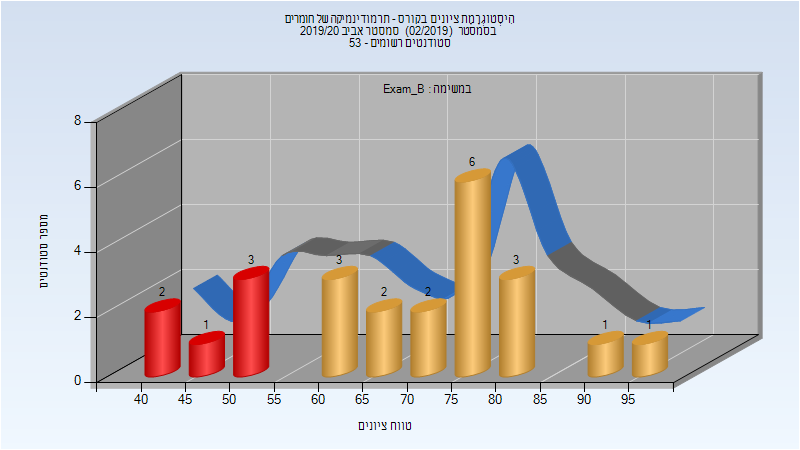 היסטוגרמת ציונים בקורס - תרמודינמיקה של חומרים
בסמסטר (02/2019) סמסטר אביב 2019/20
סטודנטים רשומים - 53
במשימה : Exam_B
מספר סטודנטים
8
6
4
2
0
2
1
3
3
2
2
6
3
1
1
40 45 50 55 60 65 70 75 80 85 90 95
טווח ציונים